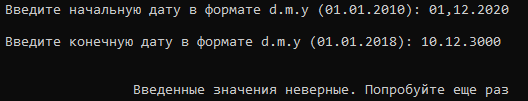 Введите начальную дату в формате d.m.y (01.01.2010): 01,12.2020
Введите конечную дату в формате d.m.y (01.01.2018): 10.12.3000
Введенные значения неверные. Попробуйте еще раз